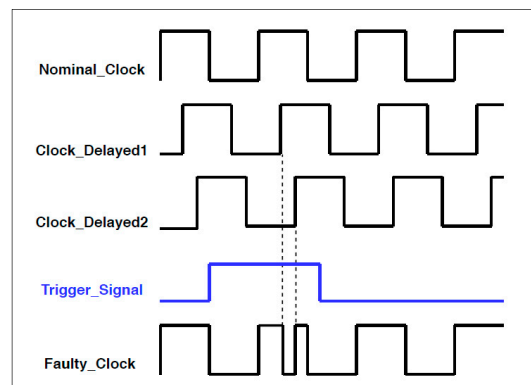 Nominal_Clock
Clock_Delayed1
Clock_Delayed2
Trigger_Signal
Faulty_Clock